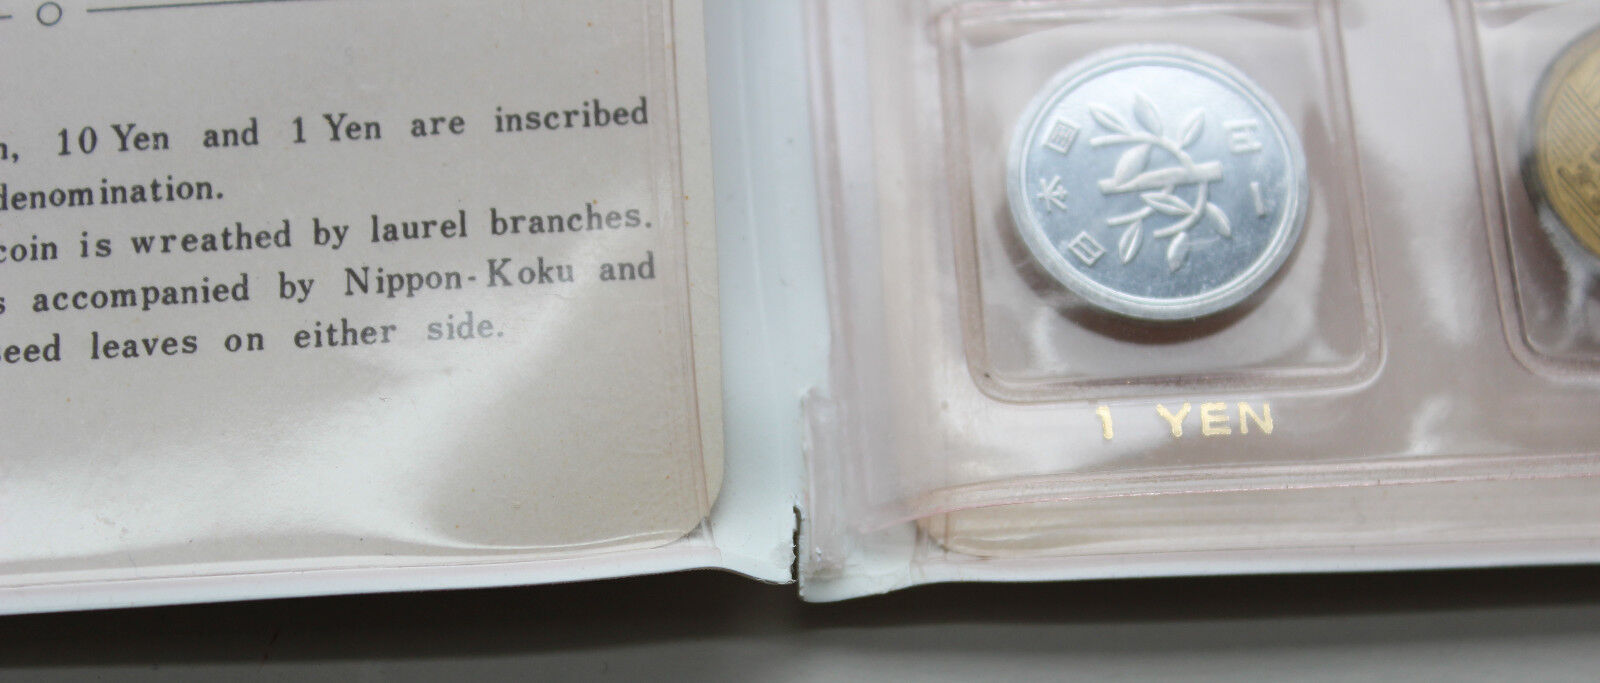 10 Yen and 1 Yen are inscribed
denomination.
coin is wreathed by laurel branches.
accompanied by Nippon-Koku and
seed leaves on either side.
日本国
一円
1 YEN